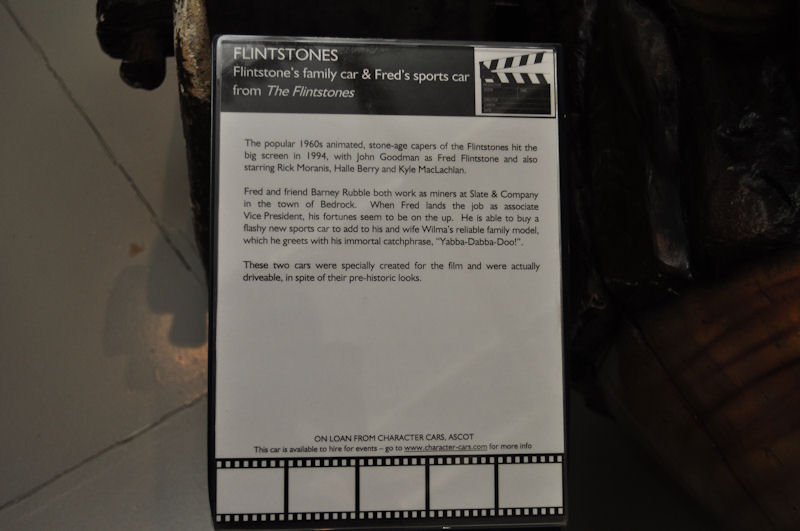 FLINTSTONES
Flintstone's family car & Fred's sports car
from The Flintstones
The popular 1960s animated, stone-age capers of the Flintstones hit the
big screen in 1994, with John Goodman as Fred Flintstone and also
starring Rick Moranis, Halle Berry and Kyle MacLachlan.
Fred and friend Barney Rubble both work as miners at Slate & Company
in the town of Bedrock. When Fred lands the job as associate
Vice President, his fortunes seem to be on the up. He is able to buy a
flashy new sports car to add to his and wife Wilma's reliable family model,
which he greets with his immortal catchphrase, "Yabba-Dabba-Doo!".
These two cars were specially created for the film and were actually
driveable, in spite of their pre-historic looks.
ON LOAN FROM CHARACTER CARS, ASCOT
This car is available to hire for events – go to www.character-cars.com for more info